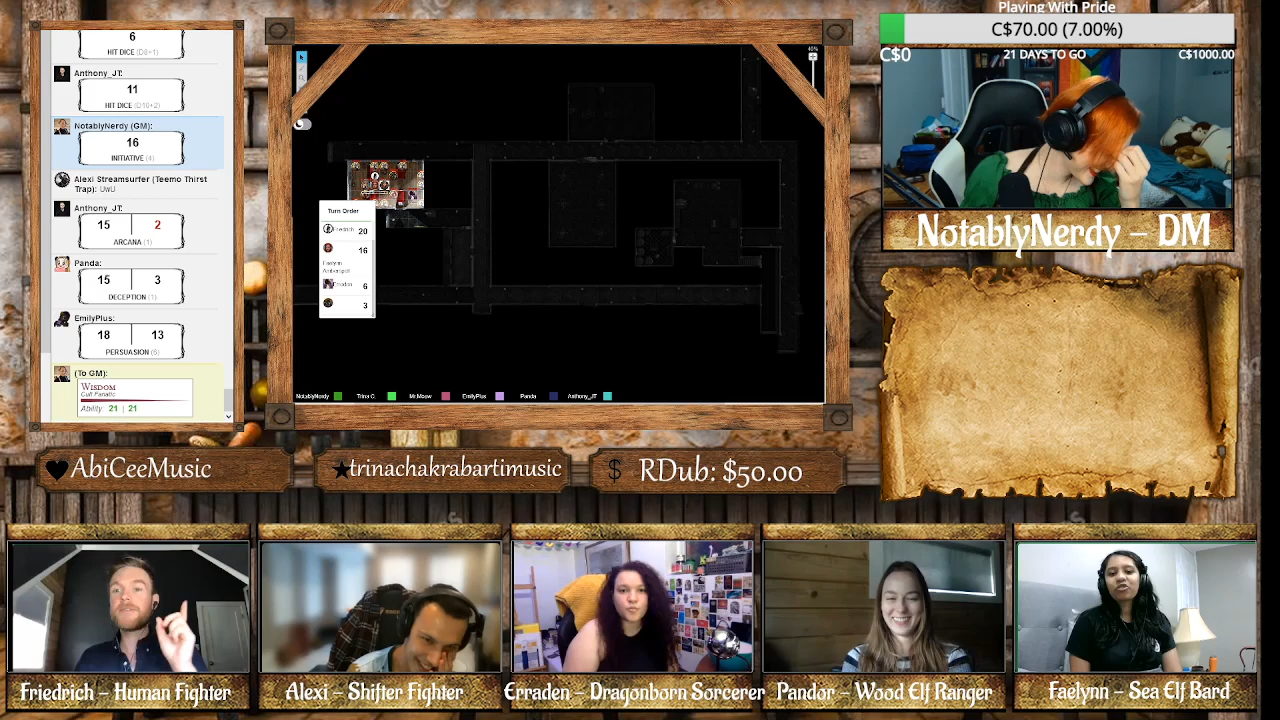 6
HIT DICE (D8+1)
Anthony_JT:
11
HIT DICE (D10+2)
NotablyNerdy (GM):
16
INITIATIVE (4)
Alexi Streamsurfer (Teemo Thirst
Trap): UwU
Anthony_JT:
15 2
ARCANA (1)
Panda:
15 3
DECEPTION (1)
EmilyPlus:
18 13
PERSUASION (5)
(To GM):
WISDOM
Cult Fanatic
Ability 21 | 21
Turn Order
Friedrich 20
16
Faelynn
Erraden 6
3
NotablyNerdy Trina C. Mr.Meow EmilyPlus Panda Anthony_JT
Playing With Pride
C$70.00 (7.00%)
C$0 21 DAYS TO GO C$1000.00
NotablyNerdy - DM
AbiCeeMusic
trinachakrabartimusic
$ RDub: $50.00
Friedrich - Human Fighter
Alexi - Shifter Fighter
Erraden - Dragonborn Sorcerer
Pandor - Wood Elf Ranger
Faelynn - Sea Elf Bard